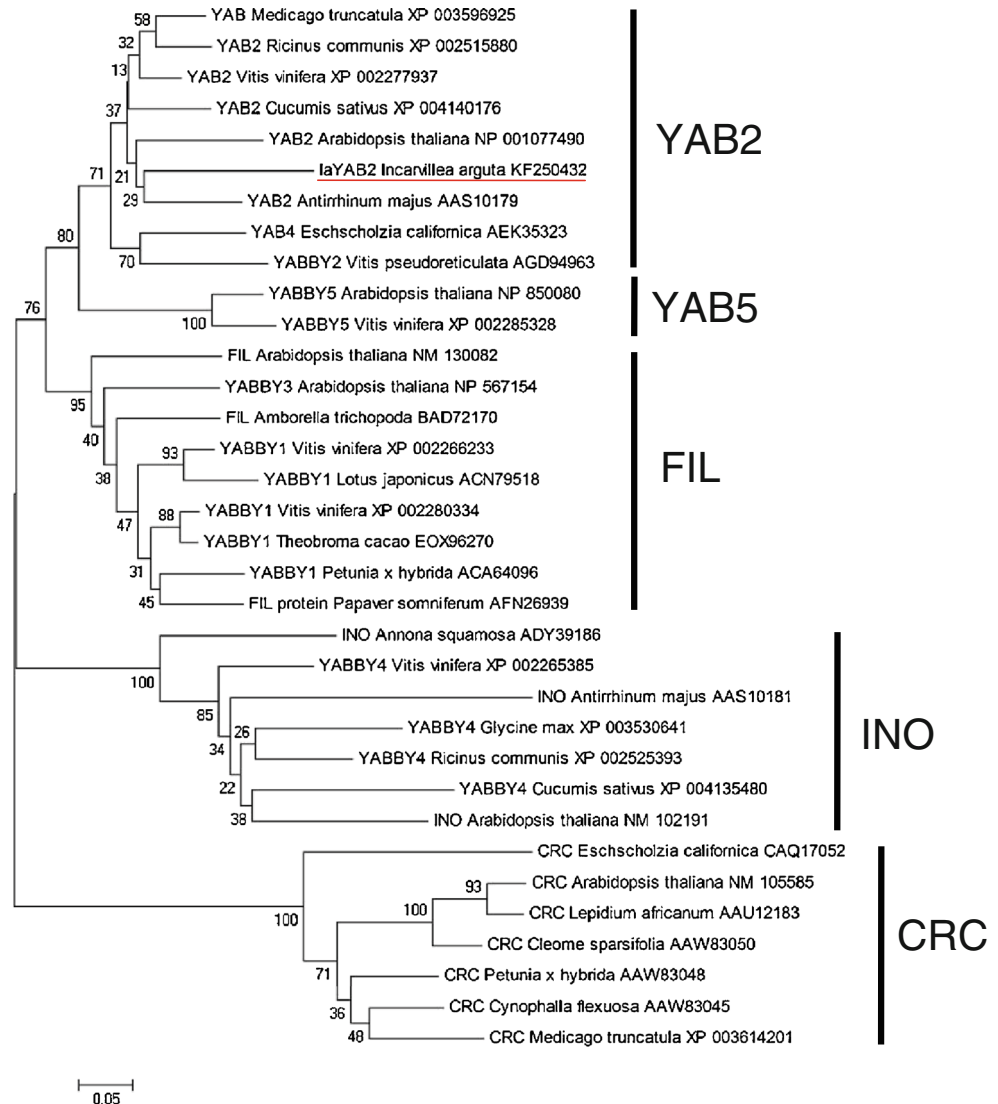 YAB Medicago truncatula XP 003596925
58
YAB2 Ricinus communis XP 002515880
32
YAB2 Vitis vinifera XP 002277937
13
YAB2 Cucumis sativus XP 004140176
37
YAB2 Arabidopsis thaliana NP 001077490
YAB2
71
21
IaYAB2 Incarvillea arguta KF250432
29
YAB2 Antirrhinum majus AAS10179
80
YAB4 Eschscholzia californica AEK35323
70
YABBY2 Vitis pseudoreticulata AGD94963
YABBY5 Arabidopsis thaliana NP 850080
76
YAB5
100
YABBY5 Vitis vinifera XP 002285328
FIL Arabidopsis thaliana NM 130082
95
YABBY3 Arabidopsis thaliana NP 567154
40
FIL Amborella trichopoda BAD72170
93
YABBY1 Vitis vinifera XP 002266233
FIL
38
YABBY1 Lotus japonicus ACN79518
88
YABBY1 Vitis vinifera XP 002280334
47
YABBY1 Theobroma cacao EOX96270
31
YABBY1 Petunia x hybrida ACA64096
45
FIL protein Papaver somniferum AFN26939
INO Annona squamosa ADY39186
100
YABBY4 Vitis vinifera XP 002265385
85
INO Antirrhinum majus AAS10181
34
26
YABBY4 Glycine max XP 003530641
INO
YABBY4 Ricinus communis XP 002525393
22
YABBY4 Cucumis sativus XP 004135480
38
INO Arabidopsis thaliana NM 102191
CRC Eschscholzia californica CAQ17052
93
CRC Arabidopsis thaliana NM 105585
100
100
CRC Lepidium africanum AAU12183
CRC
CRC Cleome sparsifolia AAW83050
71
CRC Petunia x hybrida AAW83048
36
CRC Cynophalla flexuosa AAW83045
48
CRC Medicago truncatula XP 003614201
0.05